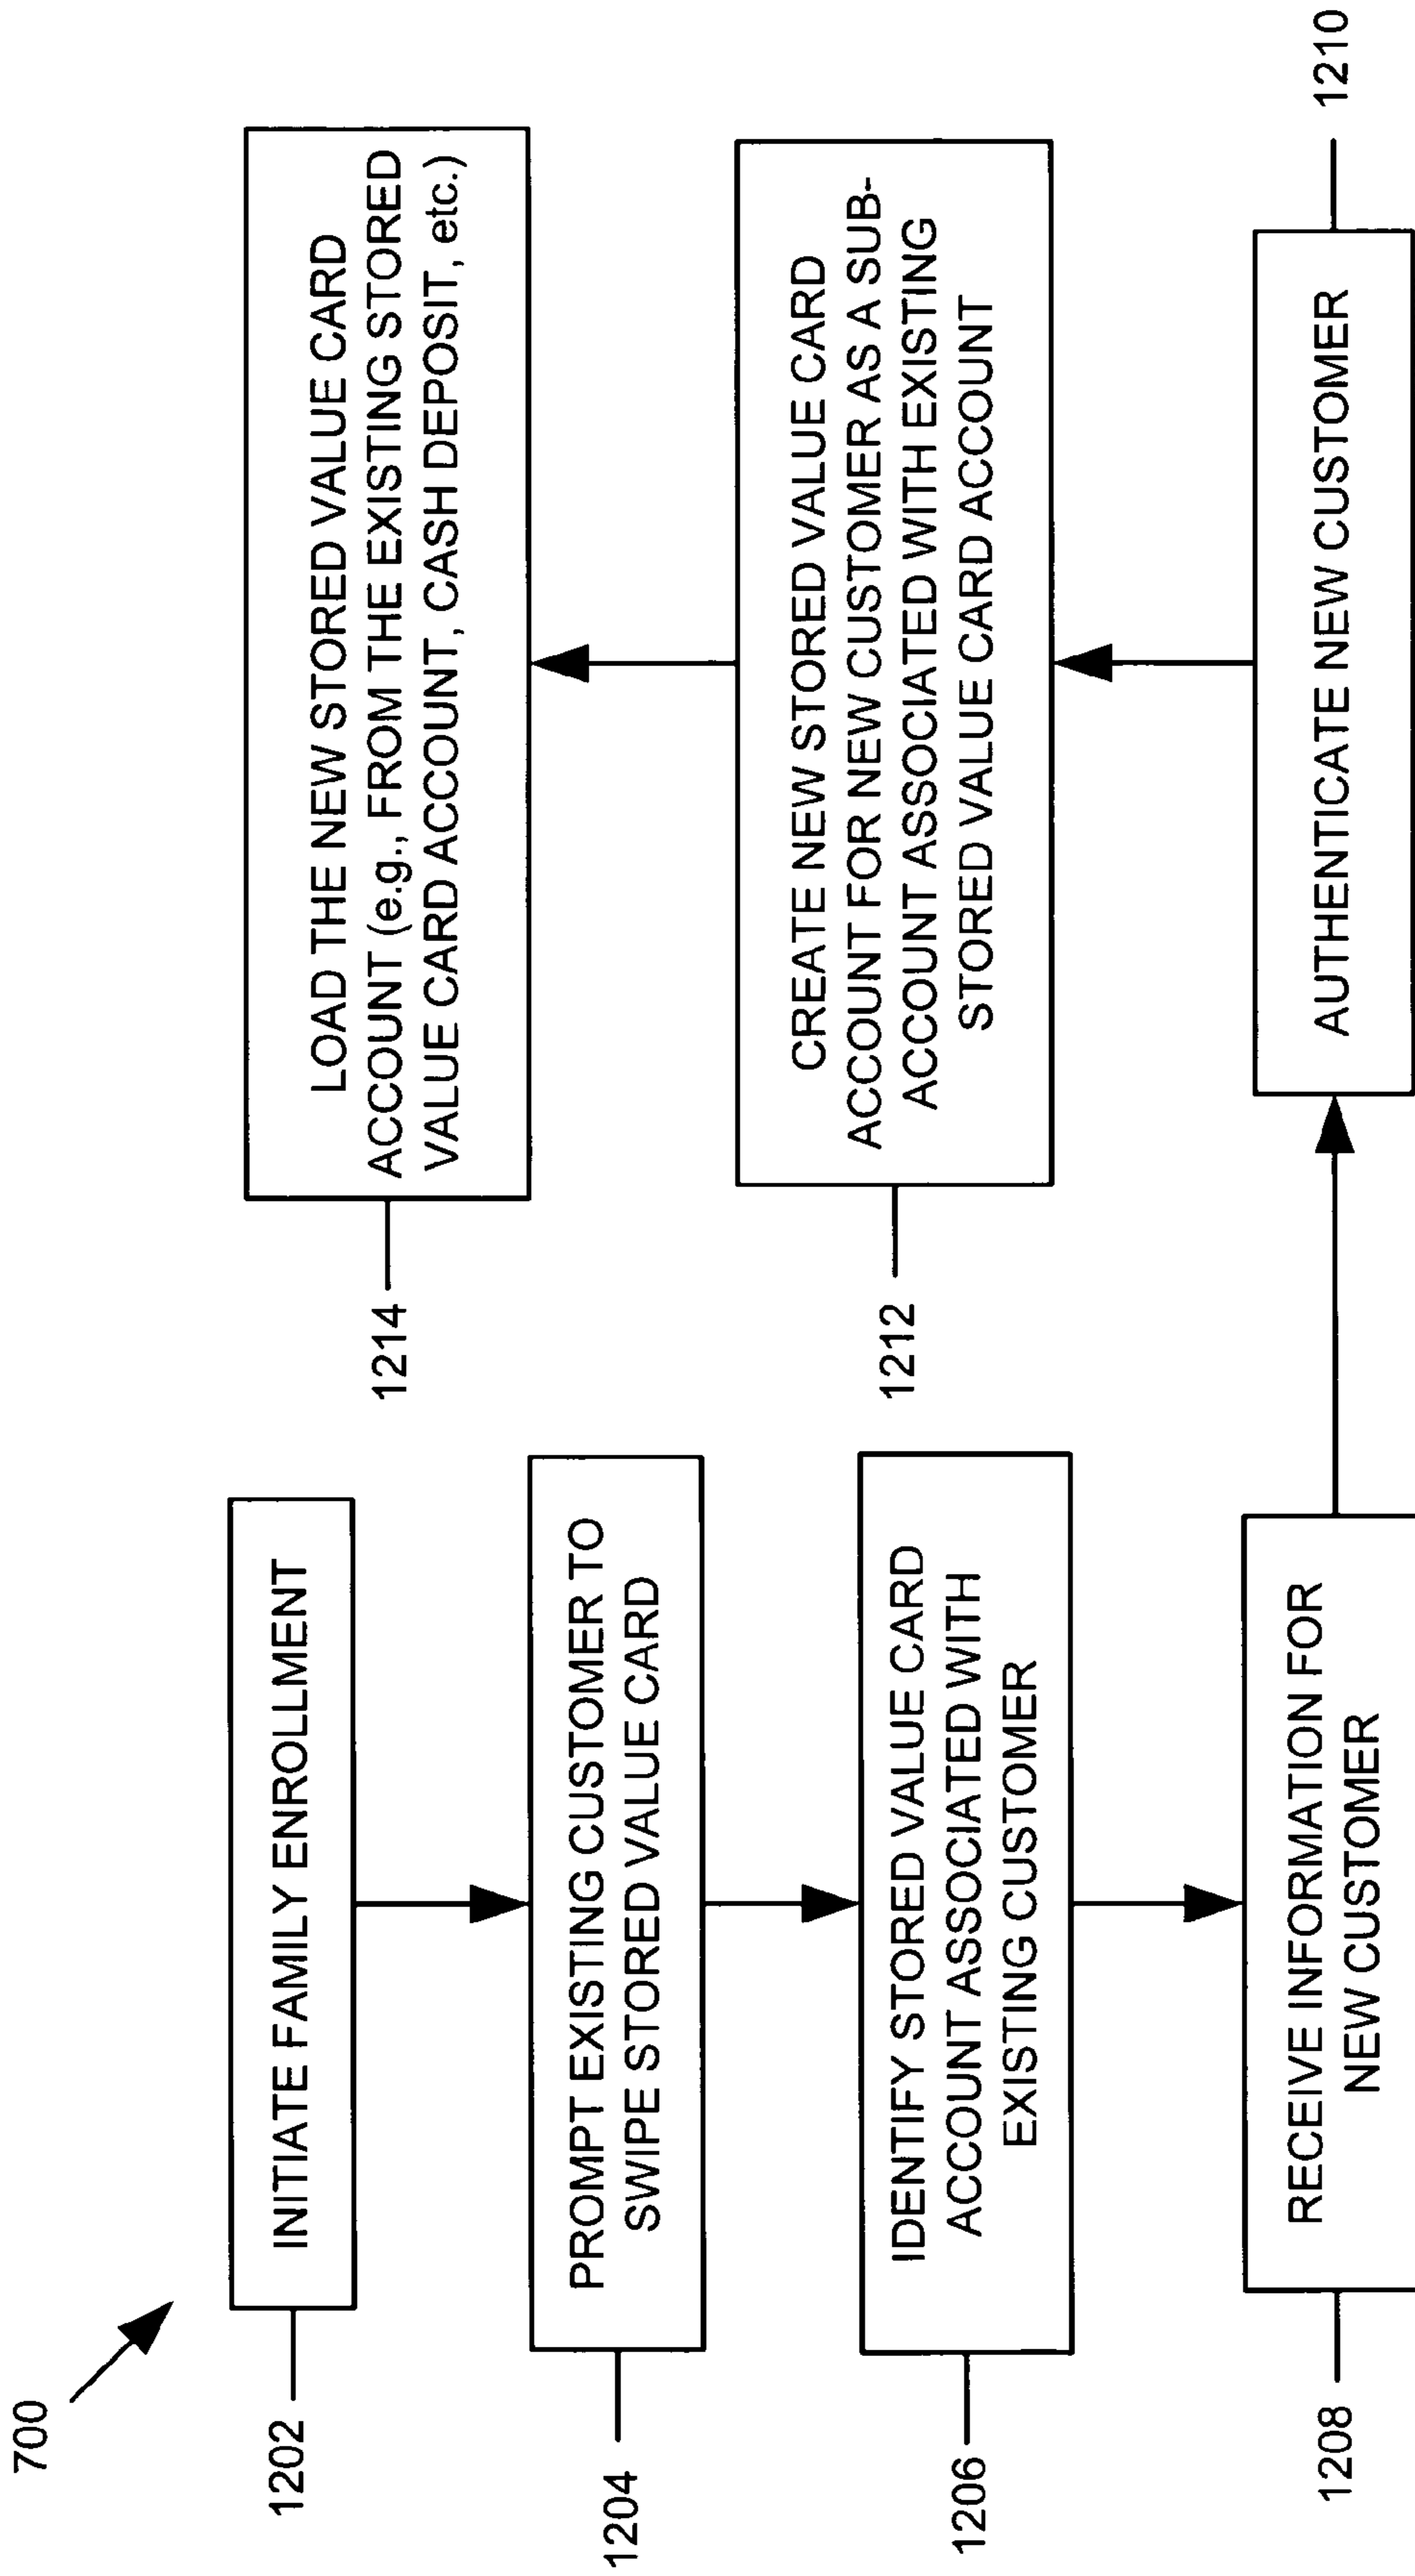 700
1202
INITIATE FAMILY ENROLLMENT
1204
PROMPT EXISTING CUSTOMER TO
SWIPE STORED VALUE CARD
1206
IDENTIFY STORED VALUE CARD
ACCOUNT ASSOCIATED WITH
EXISTING CUSTOMER
1208
RECEIVE INFORMATION FOR
NEW CUSTOMER
1210
AUTHENTICATE NEW CUSTOMER
1212
CREATE NEW STORED VALUE CARD
ACCOUNT FOR NEW CUSTOMER AS A SUB-
ACCOUNT ASSOCIATED WITH EXISTING
STORED VALUE CARD ACCOUNT
1214
LOAD THE NEW STORED VALUE CARD
ACCOUNT (e.g., FROM THE EXISTING STORED
VALUE CARD ACCOUNT, CASH DEPOSIT, etc.)